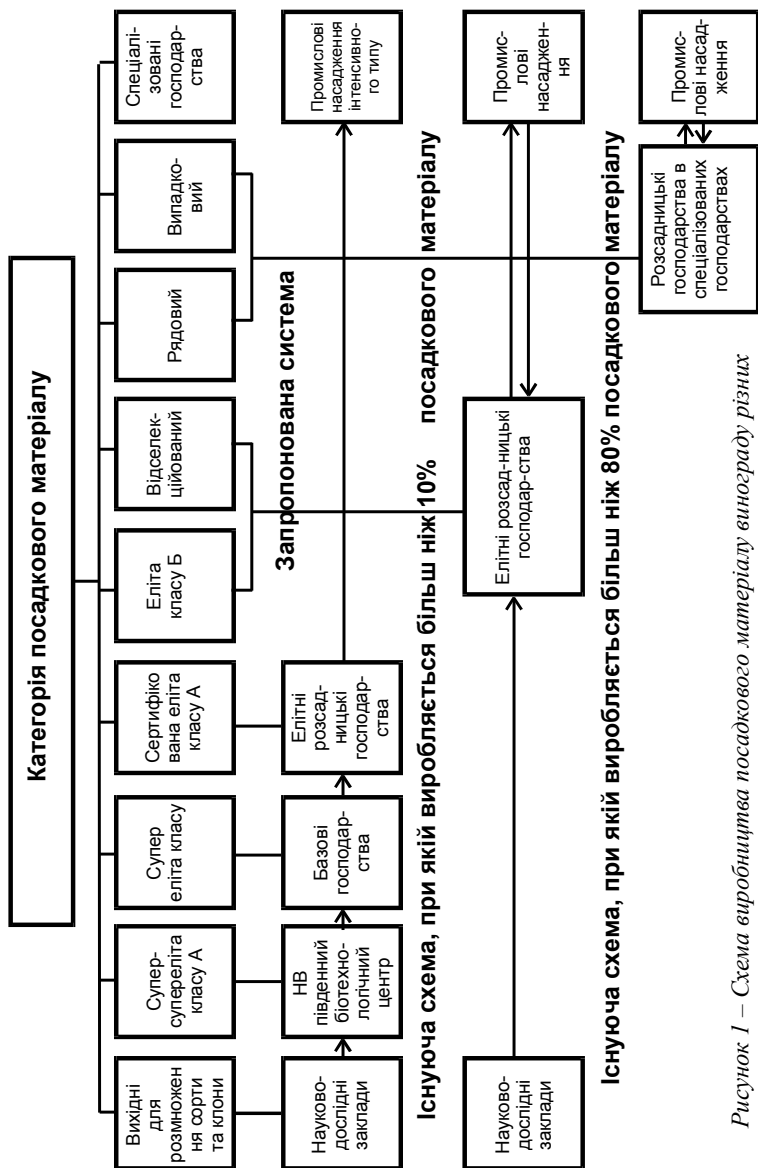 Категорія посадкового матеріалу
Вихідні
для
розмножен
ня сорти
та клони
Супер-
супереліта
класу А
Супер
еліта класу
Сертифіко
вана еліта
класу А
Еліта
класу Б
Відселек-
ційований
Рядовий
Випадко-
вий
Спеціалі-
зовані
господар-
ства
Запропонована система
Науково-
дослідні
заклади
НВ
південний
біотехно-
логічний
центр
Базові
господар-
ства
Елітні
розсад-
ницькі
господар-
ства
Промислові
насадження
інтенсивно-
го типу
Існуюча схема, при якій виробляється більш ніж 10% посадкового матеріалу
Науково-
дослідні
заклади
Елітні розсад-ницькі
господар-ства
Промис-
лові
насаджен-
ня
Існуюча схема, при якій виробляється більш ніж 80% посадкового матеріалу
Розсадницькі
господарства в
спеціалізованих
господарствах
Промис-
лові насад-
ження
Рисунок 1 – Схема виробництва посадкового матеріалу винограду різних